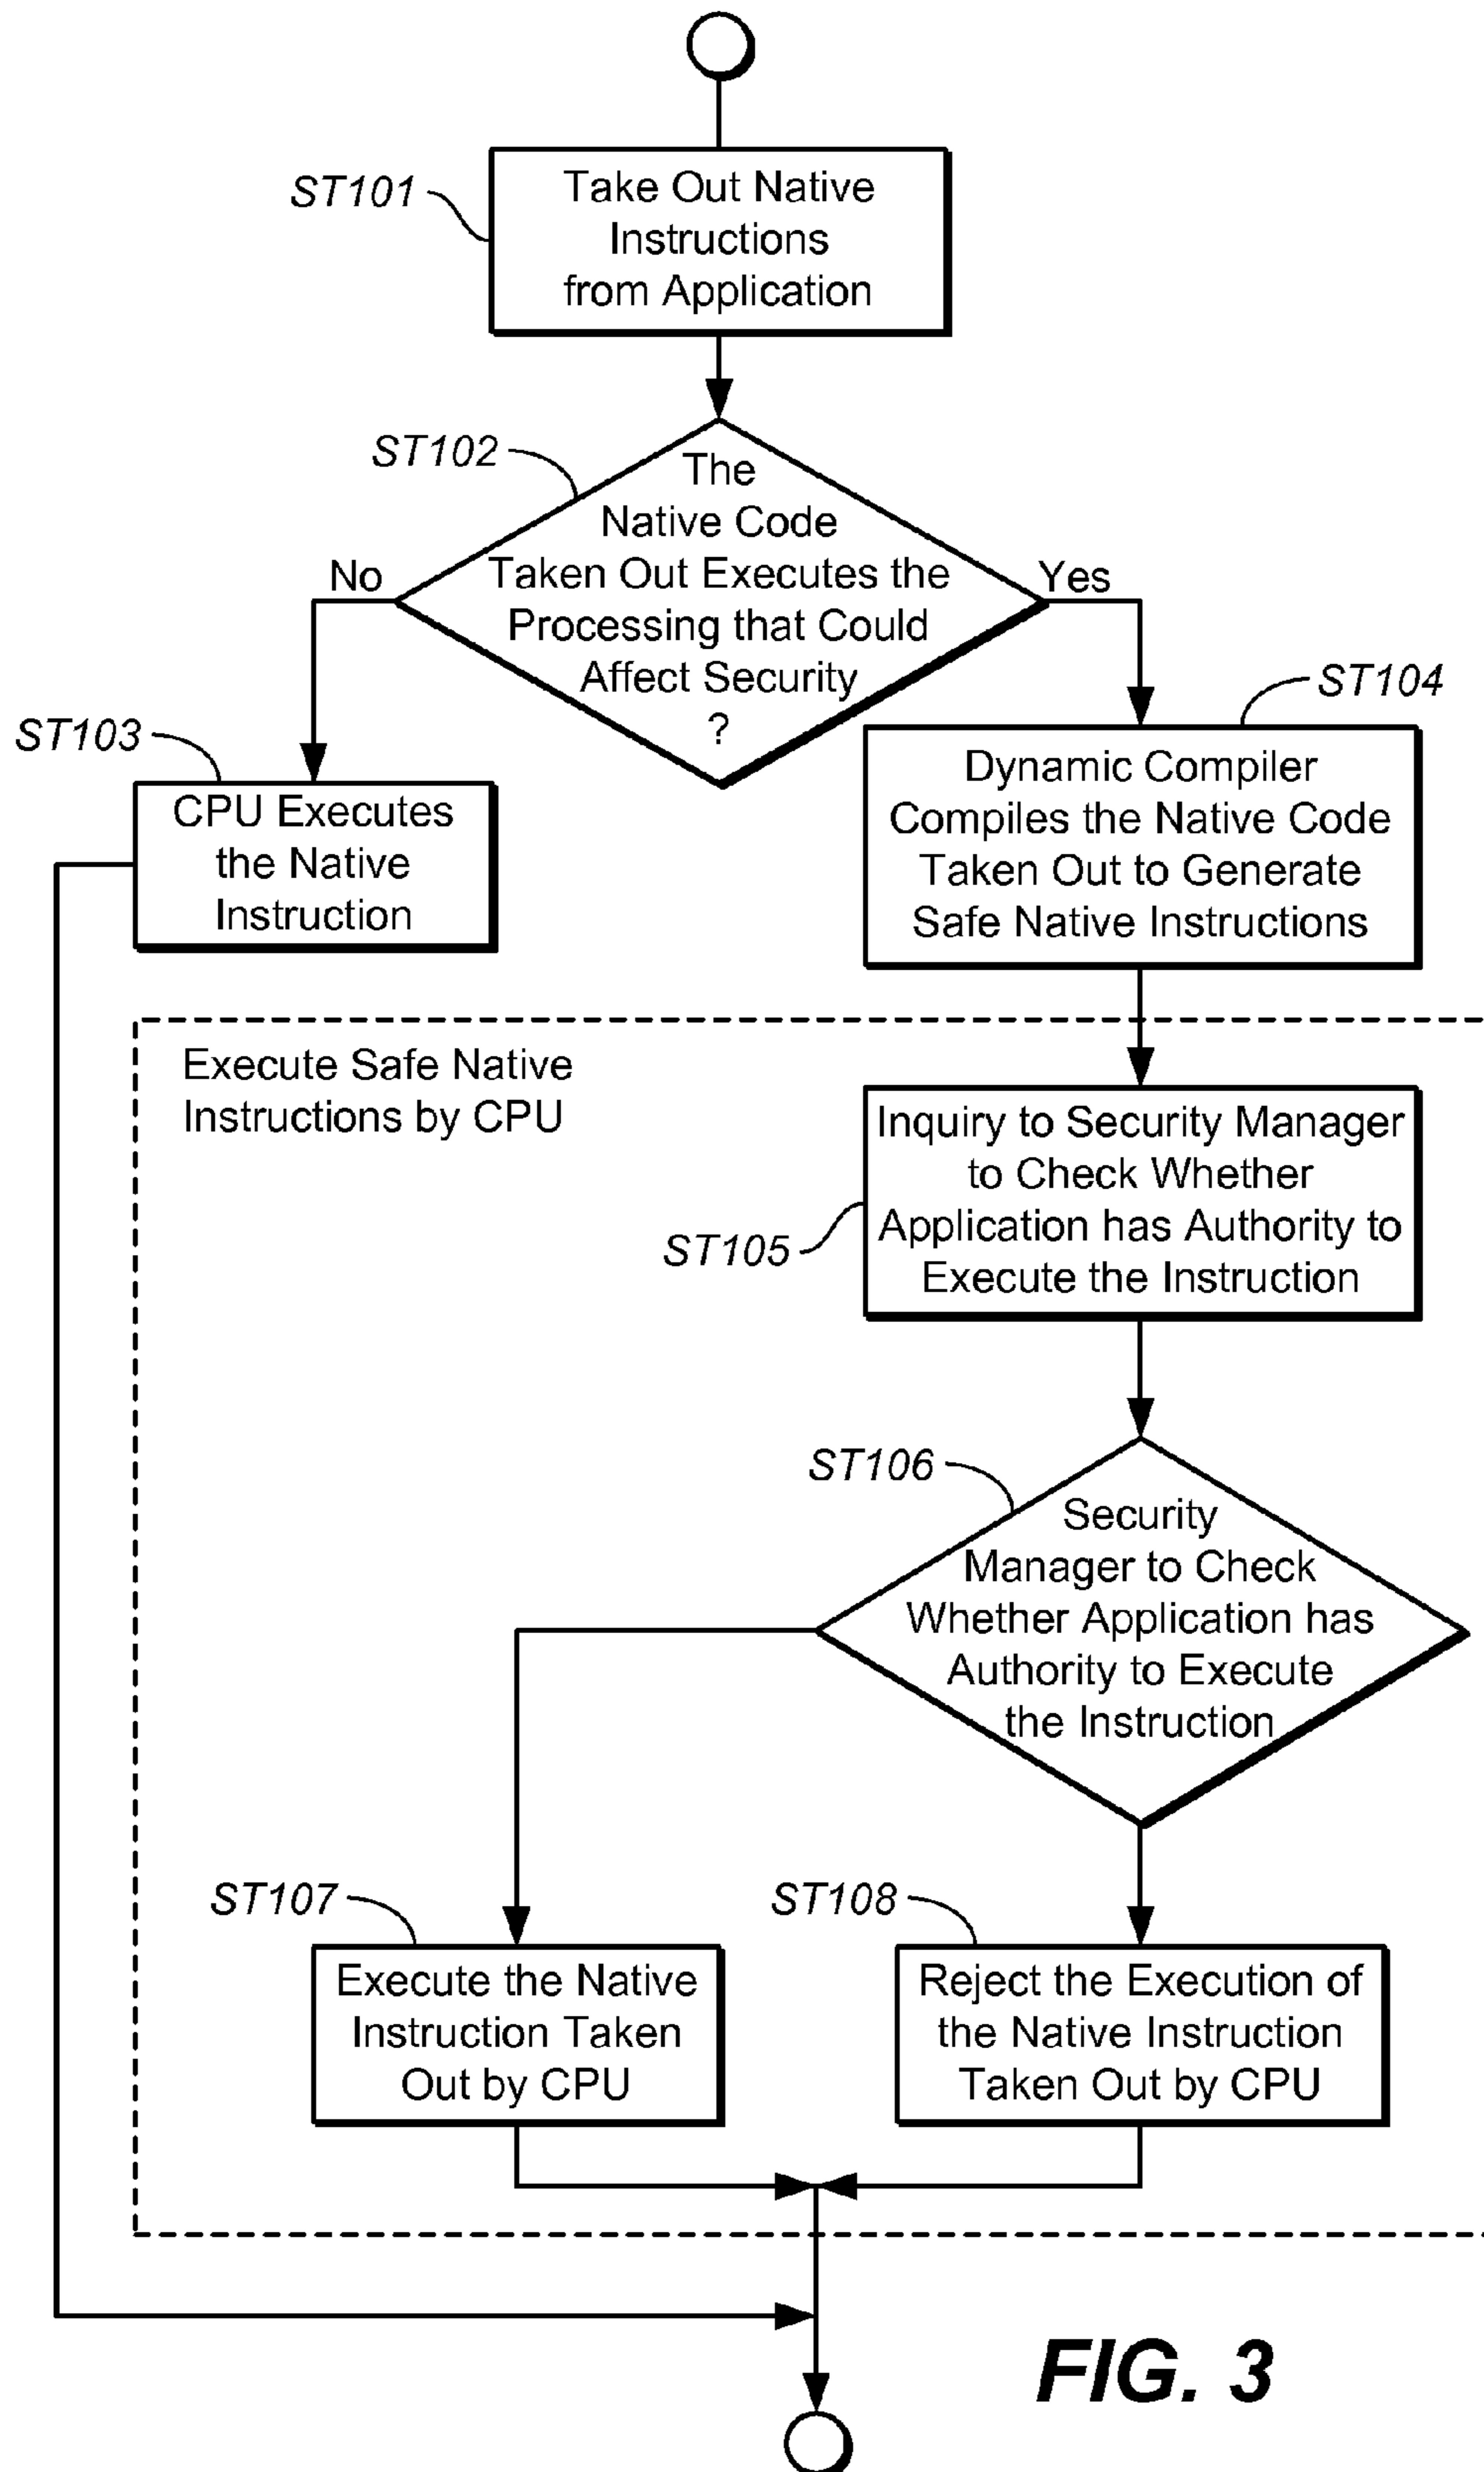 ST101
Take Out Native
Instructions
from Application
ST102
The
Native Code
Taken Out Executes the
Processing that Could
Affect Security
?
No
Yes
ST103
CPU Executes
the Native
Instruction
ST104
Dynamic Compiler
Compiles the Native Code
Taken Out to Generate
Safe Native Instructions
Execute Safe Native
Instructions by CPU
Inquiry to Security Manager
to Check Whether
Application has Authority to
Execute the Instruction
ST105
ST106
Security
Manager to Check
Whether Application has
Authority to Execute
the Instruction
ST107
Execute the Native
Instruction Taken
Out by CPU
ST108
Reject the Execution of
the Native Instruction
Taken Out by CPU
FIG. 3